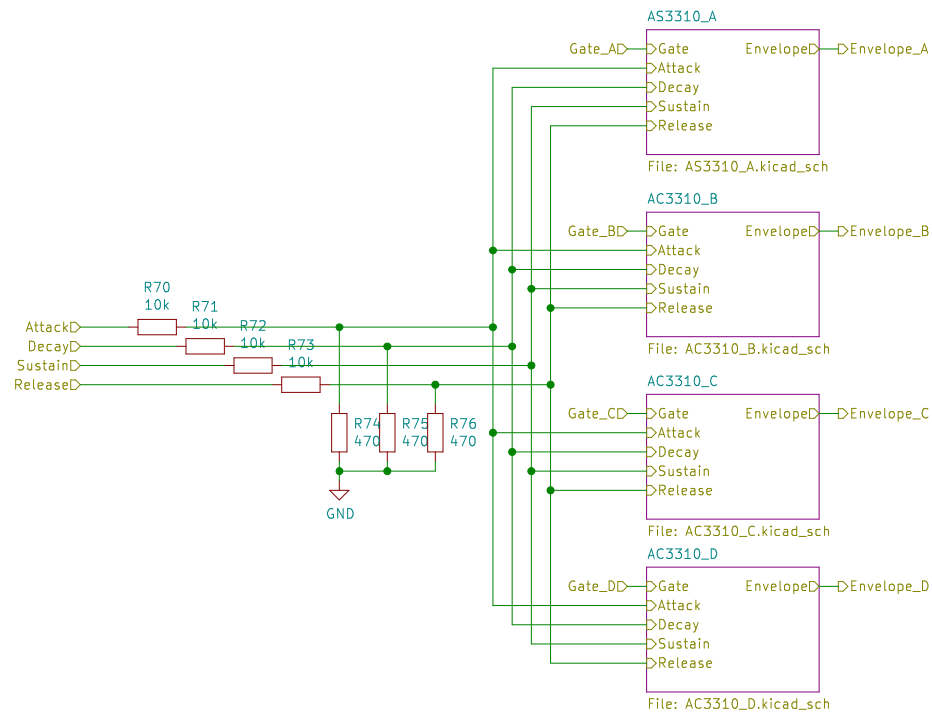 AS3310_A
Gate_A
Gate
Envelope
Envelope_A
Attack
Decay
Sustain
Release
File: AS3310_A.kicad_sch
AC3310_B
Gate_B
Gate
Envelope
Envelope_B
Attack
Decay
Sustain
Release
File: AC3310_B.kicad_sch
R70
10k
R71
10k
R72
10k
R73
10k
Attack
Decay
Sustain
Release
R74
470
R75
470
R76
470
GND
AC3310_C
Gate_C
Gate
Envelope
Envelope_C
Attack
Decay
Sustain
Release
File: AC3310_C.kicad_sch
AC3310_D
Gate_D
Gate
Envelope
Envelope_D
Attack
Decay
Sustain
Release
File: AC3310_D.kicad_sch